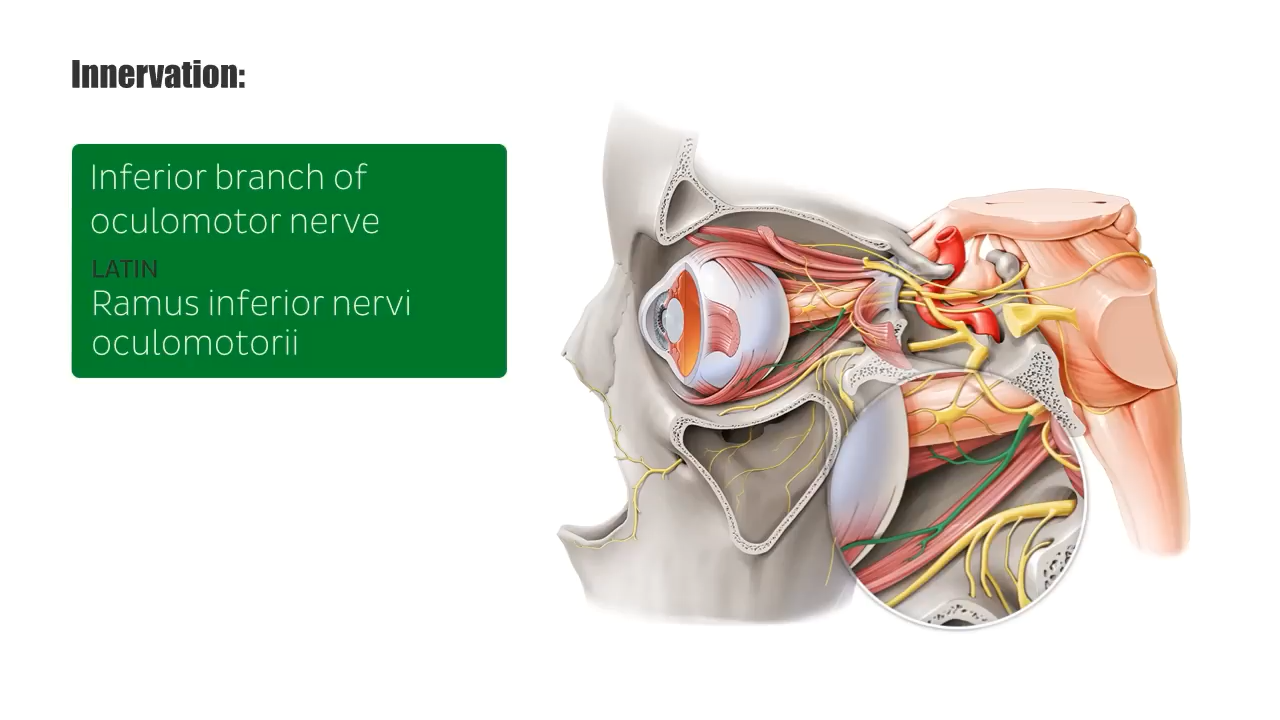 Innervation:
Inferior branch of
oculomotor nerve
LATIN
Ramus inferior nervi
oculomotorii